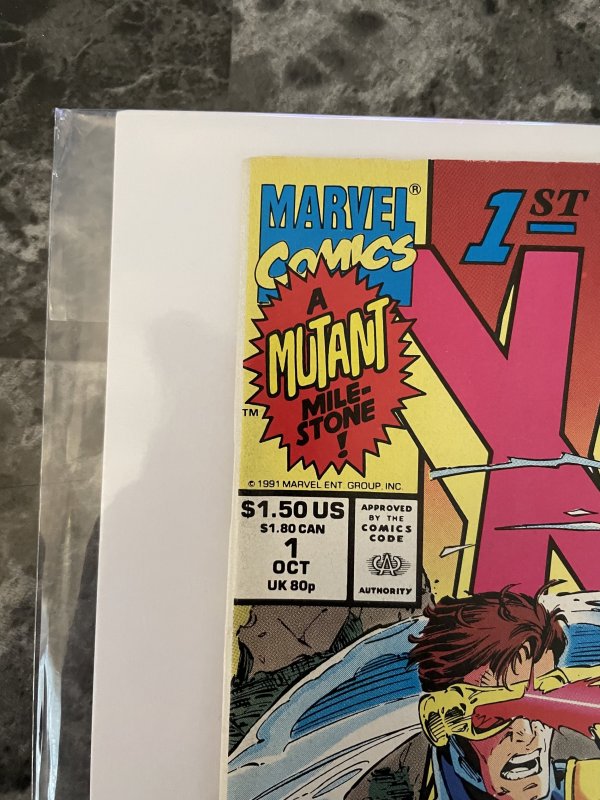 MARVEL®
COMICS
1ST
X
A
MUTANT
MILE-
STONE
!
TM
© 1991 MARVEL ENT. GROUP, INC.
$1.50 US
$1.80 CAN
1
OCT
UK 80p
APPROVED
BY THE
COMICS
CODE
CA
AUTHORITY